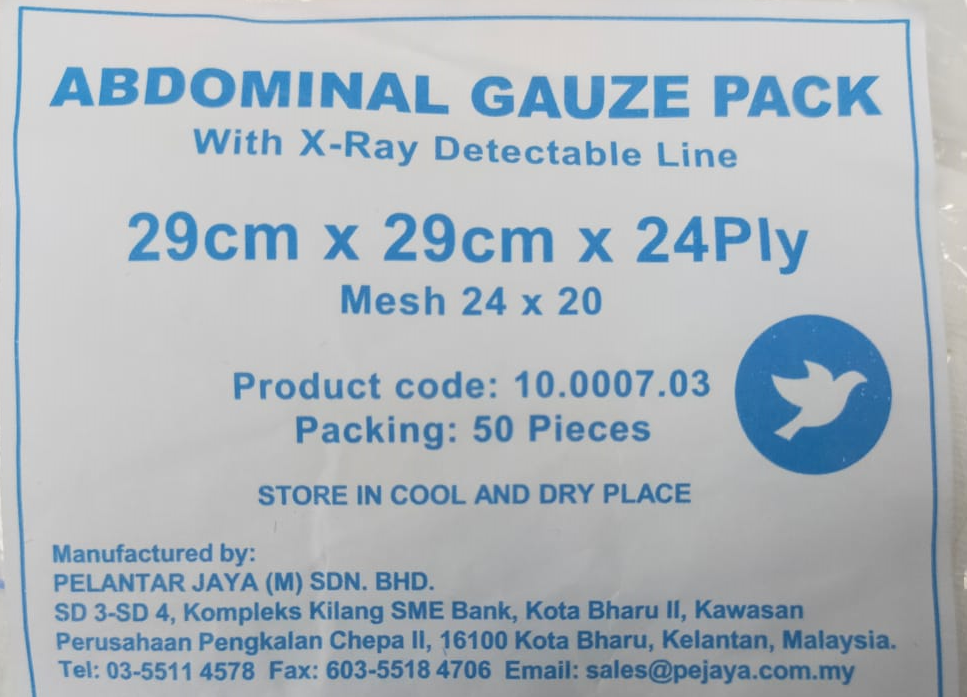 ABDOMINAL GAUZE PACK
With X-Ray Detectable Line
29cm x 29cm x 24Ply
Mesh 24 x 20
Product code: 10.0007.03
Packing: 50 Pieces
STORE IN COOL AND DRY PLACE
Manufactured by:
PELANTAR JAYA (M) SDN. BHD.
SD 3-SD 4, Kompleks Kilang SME Bank, Kota Bharu II, Kawasan
Perusahaan Pengkalan Chepa II, 16100 Kota Bharu, Kelantan, Malaysia.
Tel: 03-5511 4578 Fax: 603-5518 4706 Email: sales@pejaya.com.my